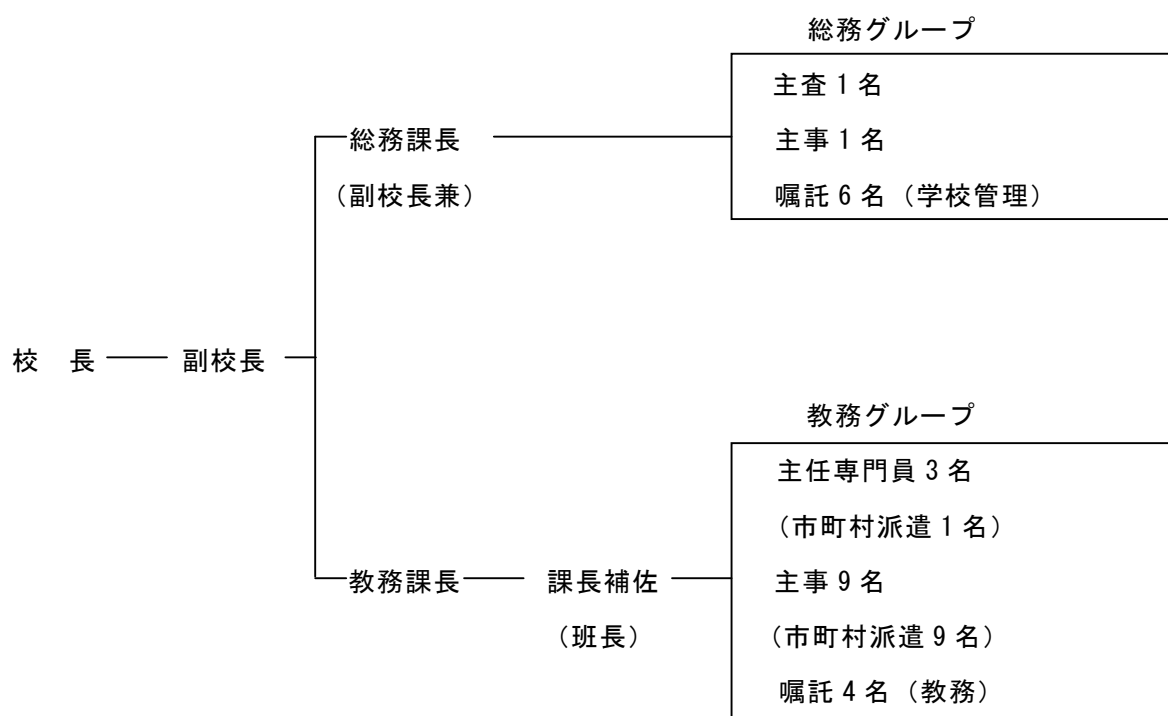 総務グループ
主査 1 名
総務課長
主事 1 名
(副校長兼)
嘱託 6 名 (学校管理)
校　長
副校長
教務グループ
主任専門員 3 名
(市町村派遣 1 名)
教務課長
課長補佐
主事 9 名
(班長)
(市町村派遣 9 名)
嘱託 4 名 (教務)